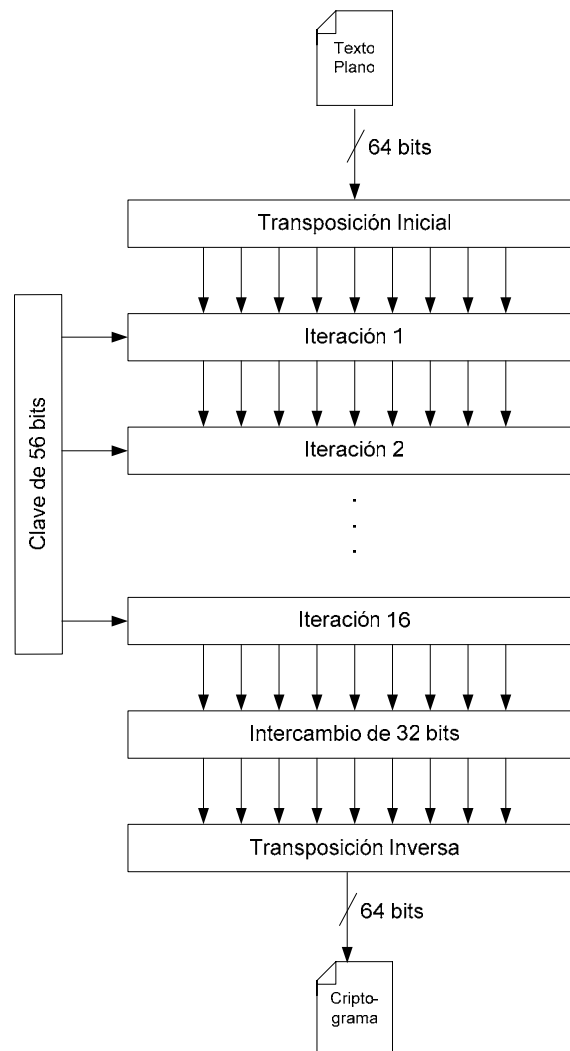 Texto
Plano
64 bits
Transposición Inicial
Iteración 1
Clave de 56 bits
Iteración 2
.
.
.
Iteración 16
Intercambio de 32 bits
Transposición Inversa
64 bits
Cripto-
grama